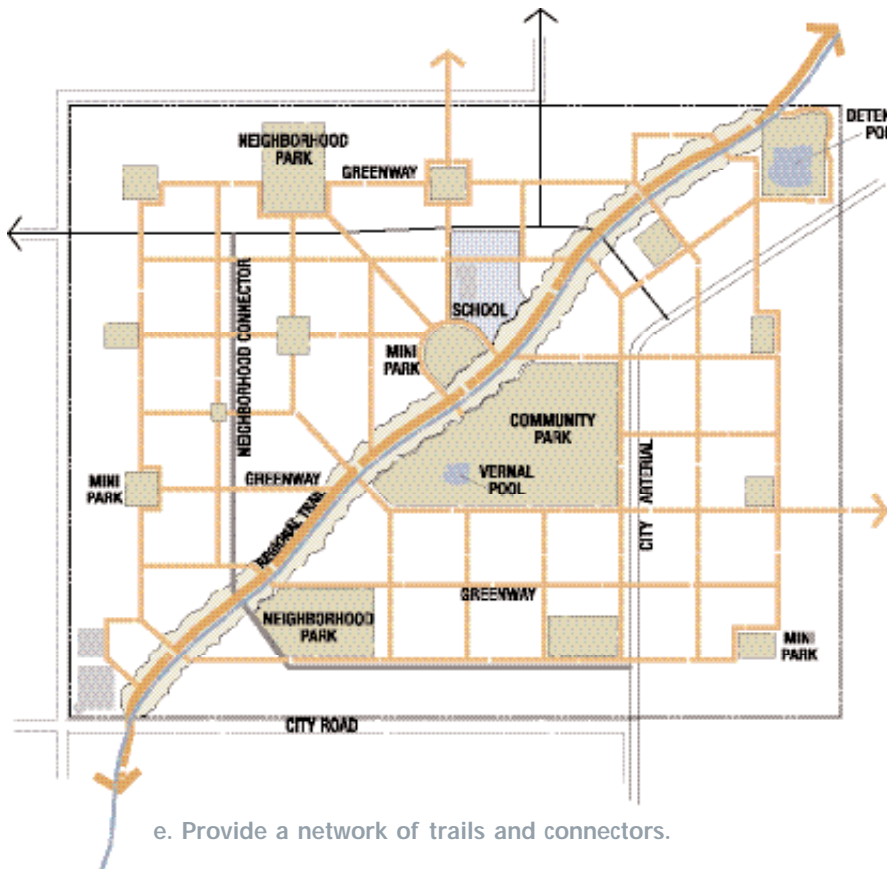 DETEN
PO
NEIGHBORHOOD
PARK
GREENWAY
NEIGHBORHOOD CONNECTOR
SCHOOL
MINI
PARK
COMMUNITY
PARK
VERNAL
POOL
MINI
PARK
GREENWAY
REGIONAL TRAIL
CITY ARTERIAL
GREENWAY
NEIGHBORHOOD
PARK
MINI
PARK
CITY ROAD
e. Provide a network of trails and connectors.